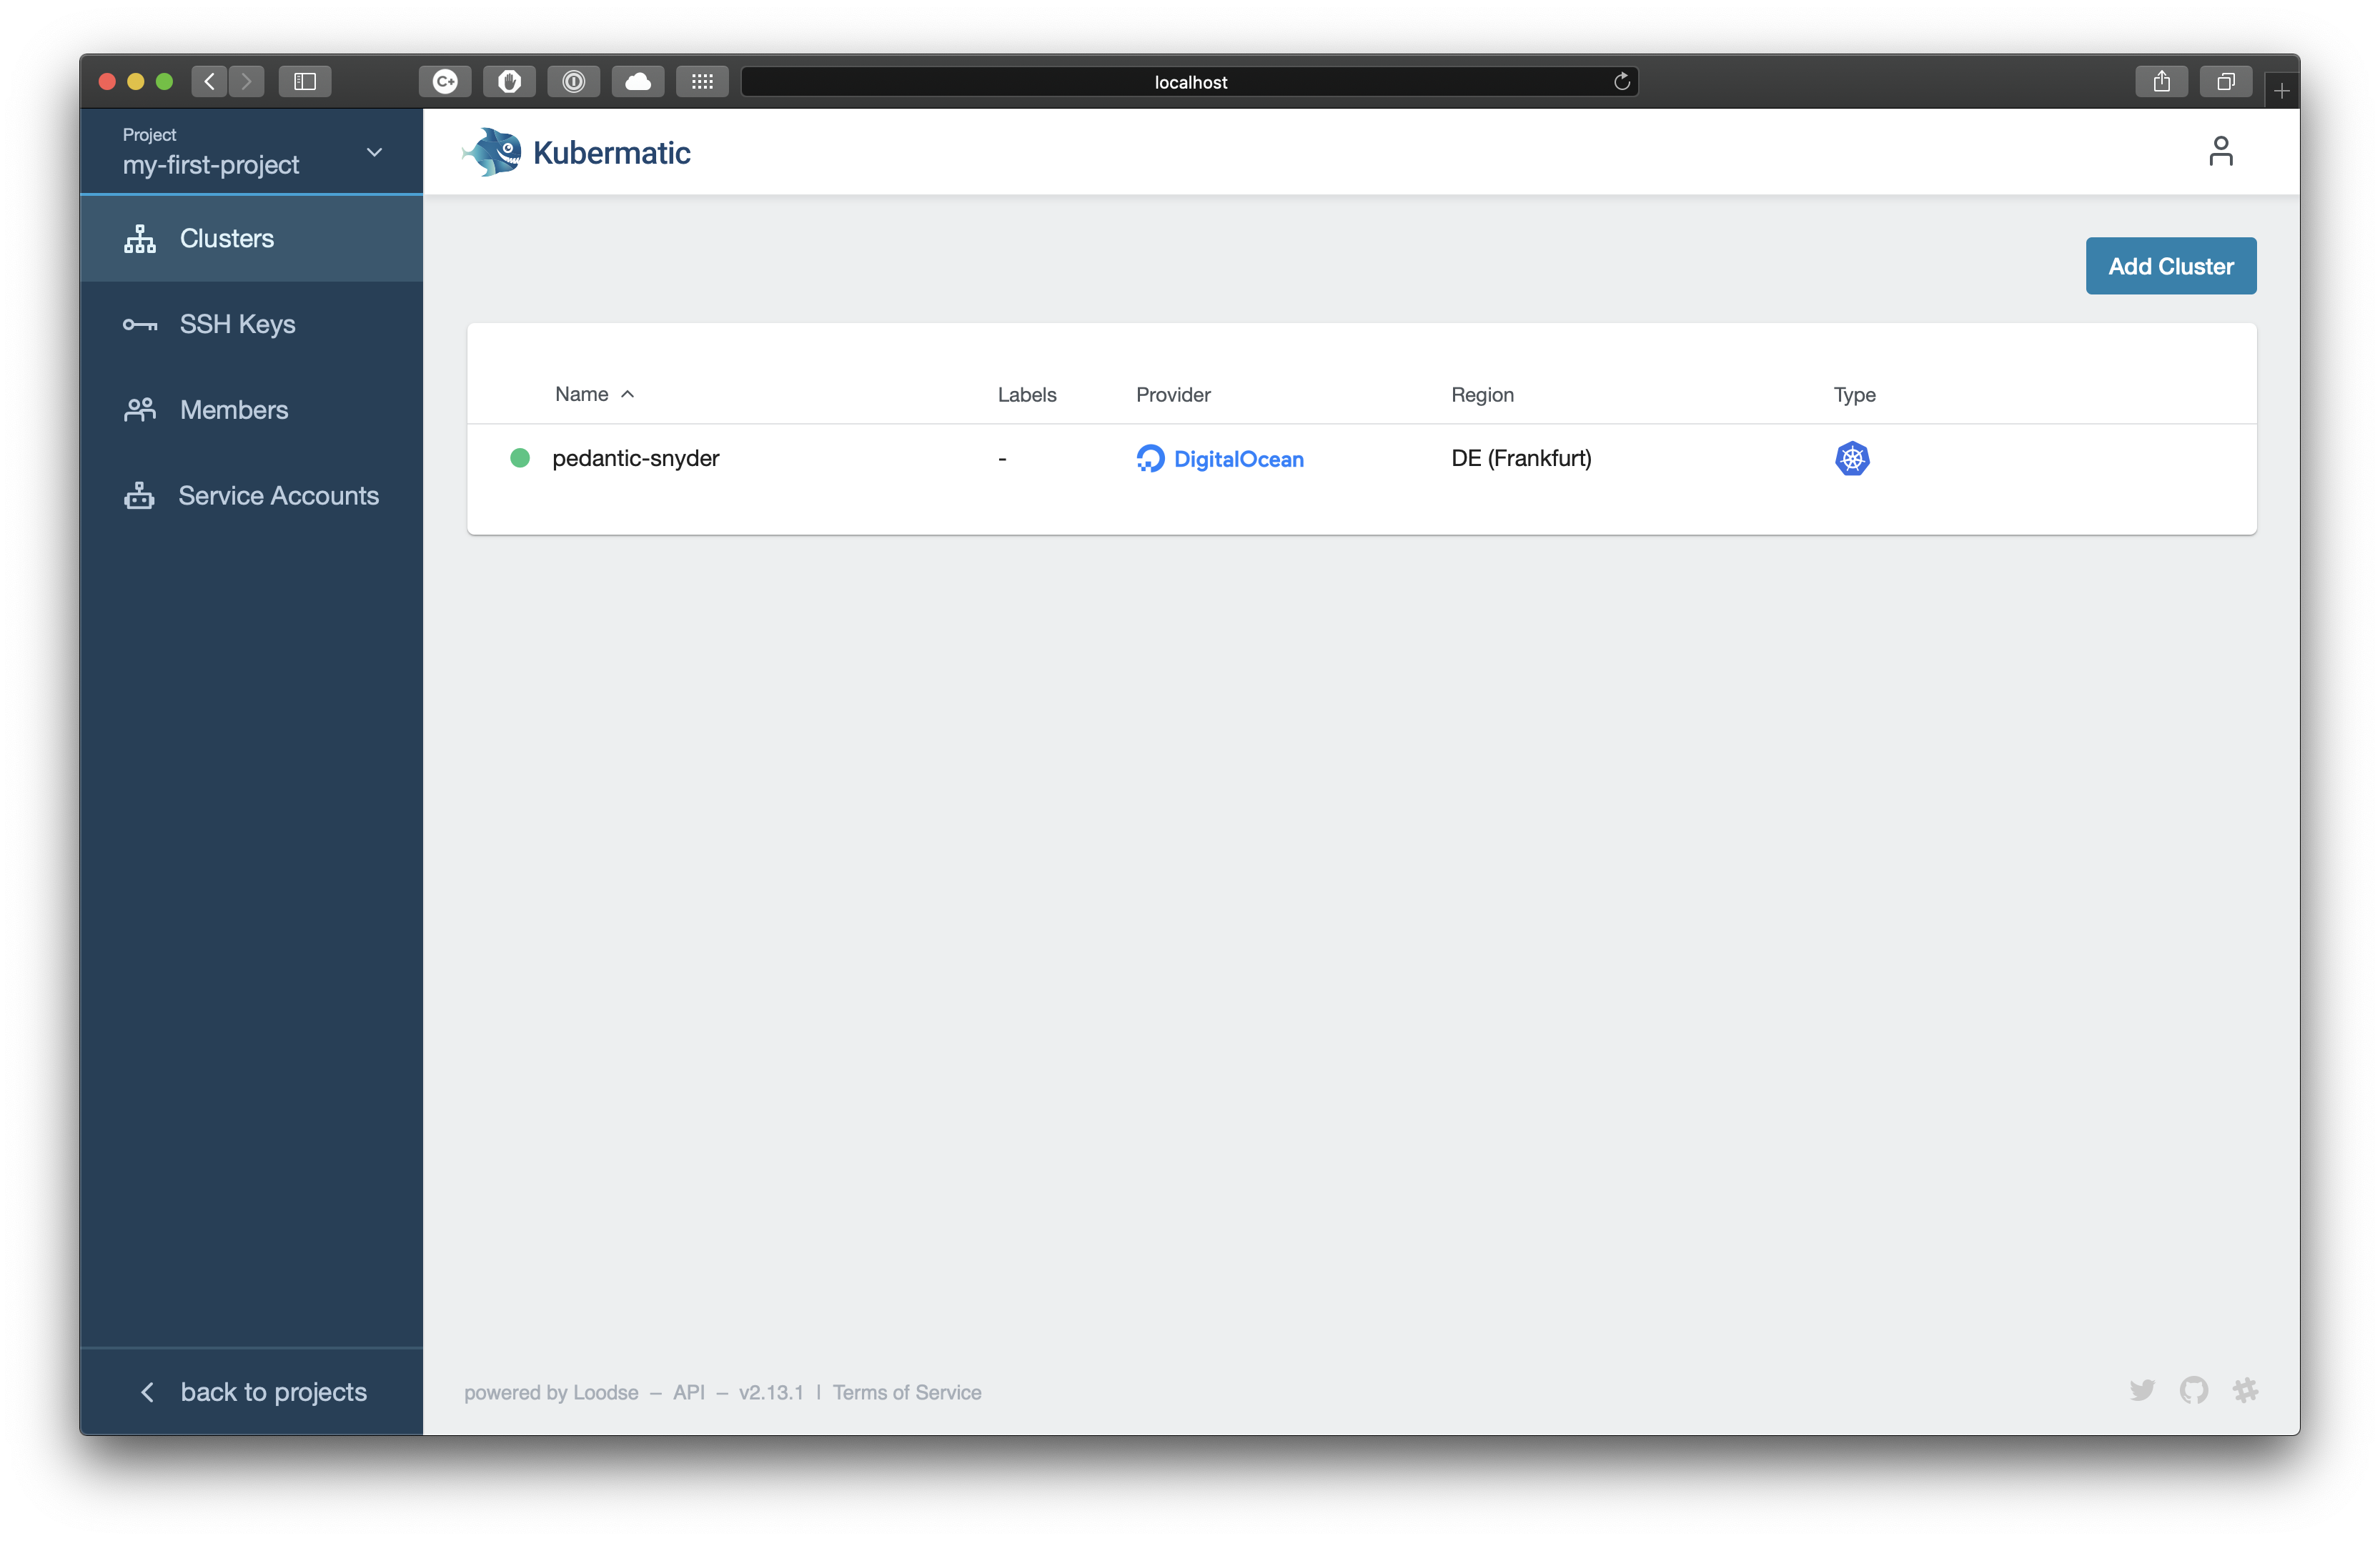 localhost
Project
my-first-project
Kubermatic
Clusters
Add Cluster
SSH Keys
Members
Service Accounts
Name Labels Provider Region Type
pedantic-snyder - DigitalOcean DE (Frankfurt)
back to projects
powered by Loodse – API – v2.13.1 | Terms of Service